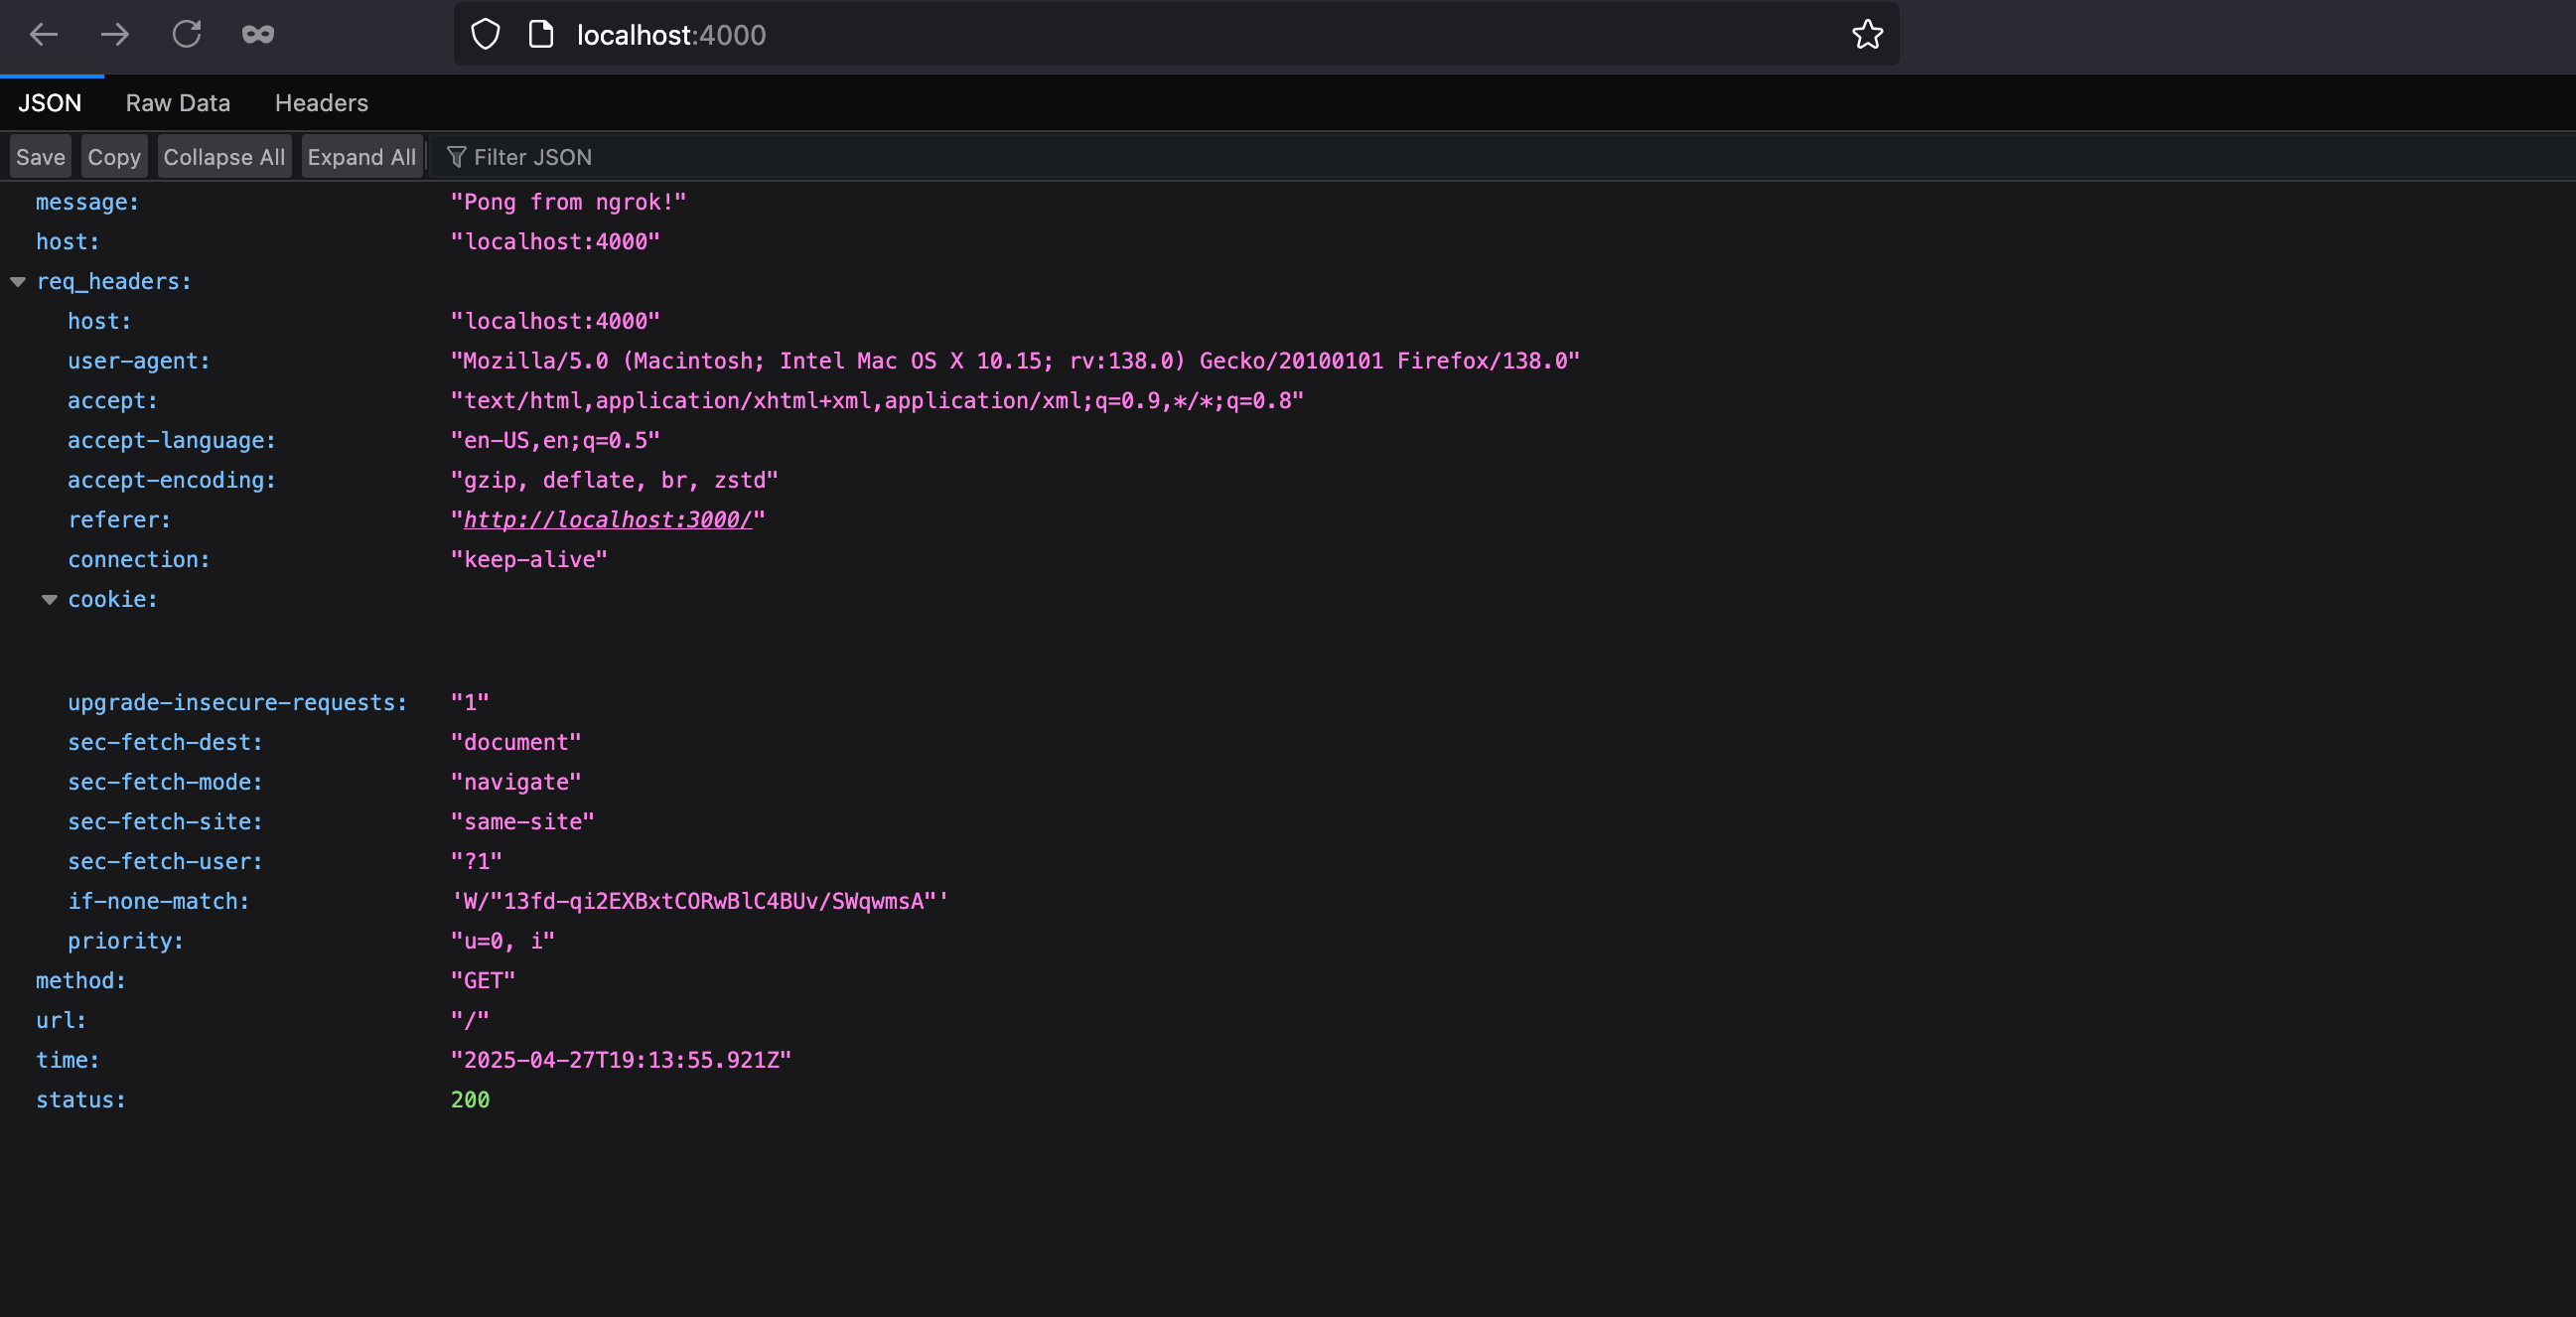 localhost:4000
JSON Raw Data Headers
Save Copy Collapse All Expand All Filter JSON
message: "Pong from ngrok!"
host: "localhost:4000"
req_headers:
host: "localhost:4000"
user-agent: "Mozilla/5.0 (Macintosh; Intel Mac OS X 10.15; rv:138.0) Gecko/20100101 Firefox/138.0"
accept: "text/html,application/xhtml+xml,application/xml;q=0.9,*/*;q=0.8"
accept-language: "en-US,en;q=0.5"
accept-encoding: "gzip, deflate, br, zstd"
referer: "http://localhost:3000/"
connection: "keep-alive"
cookie:
upgrade-insecure-requests: "1"
sec-fetch-dest: "document"
sec-fetch-mode: "navigate"
sec-fetch-site: "same-site"
sec-fetch-user: "?1"
if-none-match: 'W/"13fd-qi2EXBxtCORwBlC4BUv/SWqwmsA"'
priority: "u=0, i"
method: "GET"
url: "/"
time: "2025-04-27T19:13:55.921Z"
status: 200